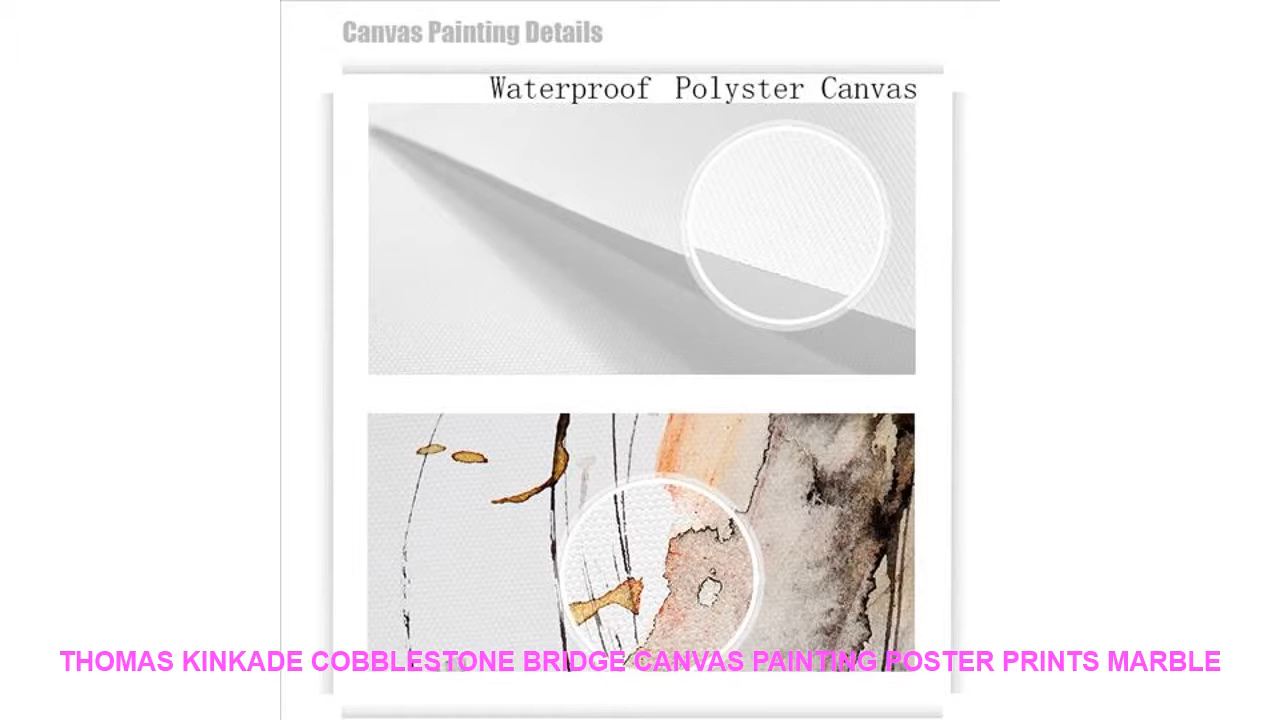 Canvas Painting Details
Waterproof Polyster Canvas
THOMAS KINKADE COBBLESTONE BRIDGE CANVAS PAINTING POSTER PRINTS MARBLE